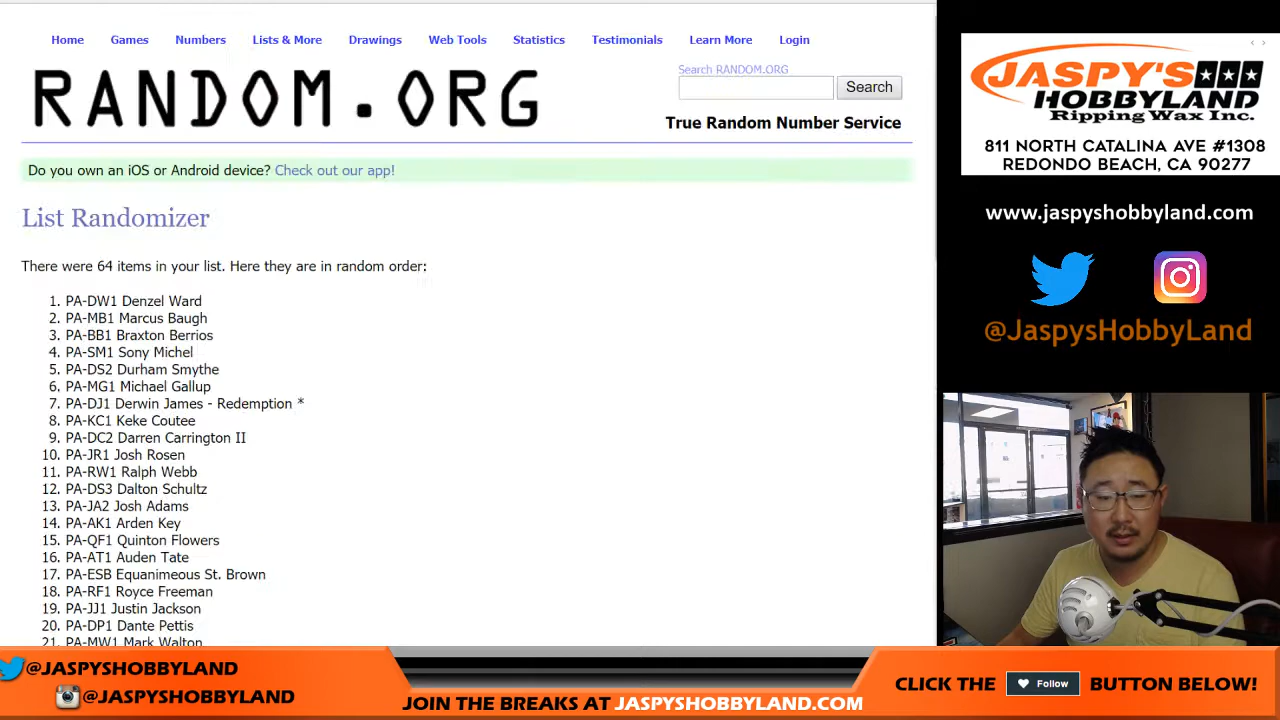 Home Games Numbers Lists & More Drawings Web Tools Statistics Testimonials Learn More Login
RANDOM.ORG
Search RANDOM.ORG
Search
True Random Number Service
Do you own an iOS or Android device? Check out our app!
List Randomizer
There were 64 items in your list. Here they are in random order:
1. PA-DW1 Denzel Ward
2. PA-MB1 Marcus Baugh
3. PA-BB1 Braxton Berrios
4. PA-SM1 Sony Michel
5. PA-DS2 Durham Smythe
6. PA-MG1 Michael Gallup
7. PA-DJ1 Derwin James - Redemption *
8. PA-KC1 Keke Coutee
9. PA-DC2 Darren Carrington II
10. PA-JR1 Josh Rosen
11. PA-RW1 Ralph Webb
12. PA-DS3 Dalton Schultz
13. PA-JA2 Josh Adams
14. PA-AK1 Arden Key
15. PA-QF1 Quinton Flowers
16. PA-AT1 Auden Tate
17. PA-ESB Equanimeous St. Brown
18. PA-RF1 Royce Freeman
19. PA-JJ1 Justin Jackson
20. PA-DP1 Dante Pettis
21. PA-MW1 Mark Walton
JASPY'S
HOBBYLAND
Ripping Wax Inc.
811 NORTH CATALINA AVE #1308
REDONDO BEACH, CA 90277
www.jaspyshobbyland.com
@JaspysHobbyLand
@JASPYSHOBBYLAND
@JASPYSHOBBYLAND
JOIN THE BREAKS AT JASPYSHOBBYLAND.COM
CLICK THE Follow BUTTON BELOW!